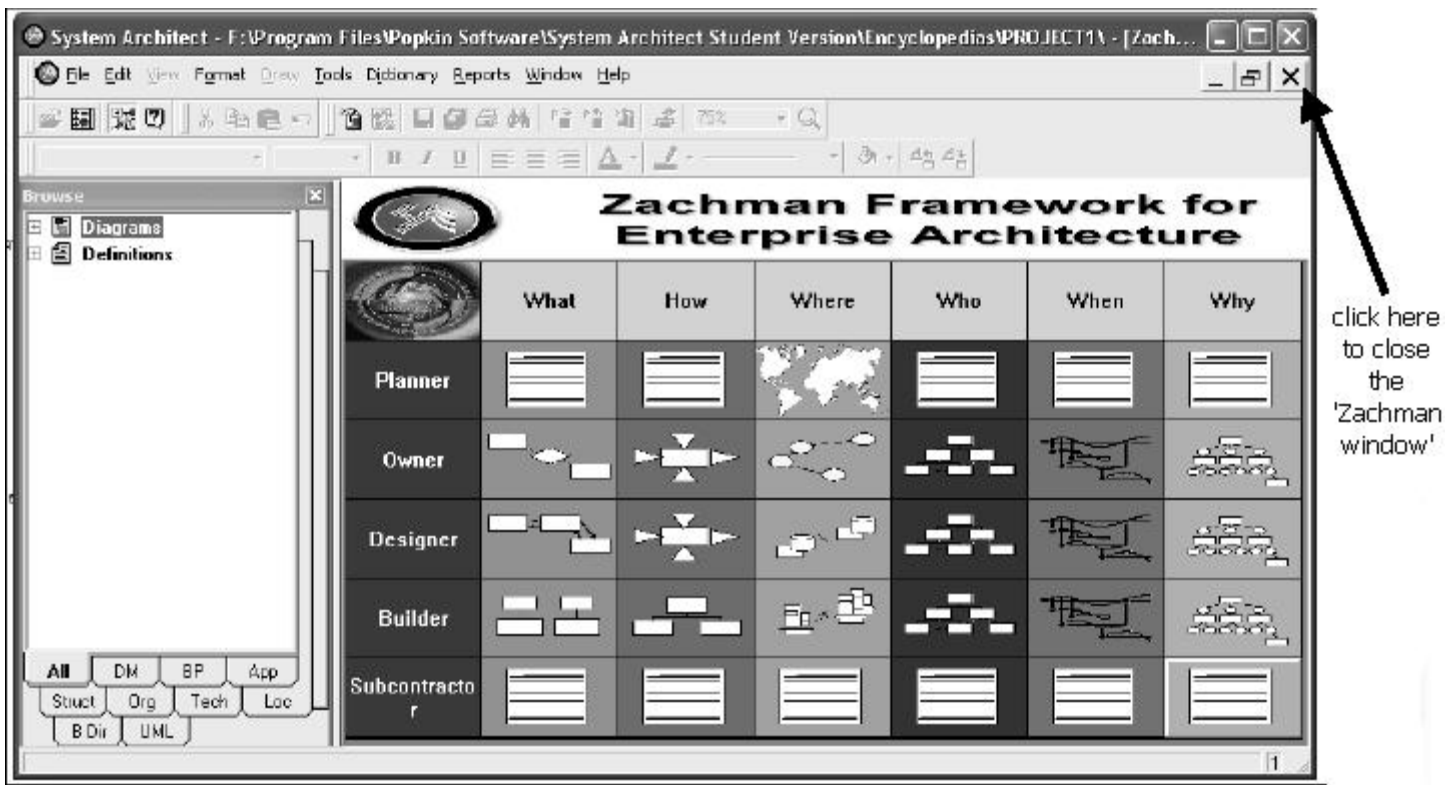 System Architect - F:\Program Files\Popkin Software\System Architect Student Version\Encyclopedias\PROJECT1\ - [Zach...
File Edit View Format Draw Tools Dictionary Reports Window Help
75%
B I U A
Browse
Diagrams
Definitions
All DM BP App
Struct Org Tech Loc
B Dir UML
Zachman Framework for
Enterprise Architecture
What How Where Who When Why
Planner
Owner
Designer
Builder
Subcontracto
r
1
click here
to close
the
'Zachman
window'